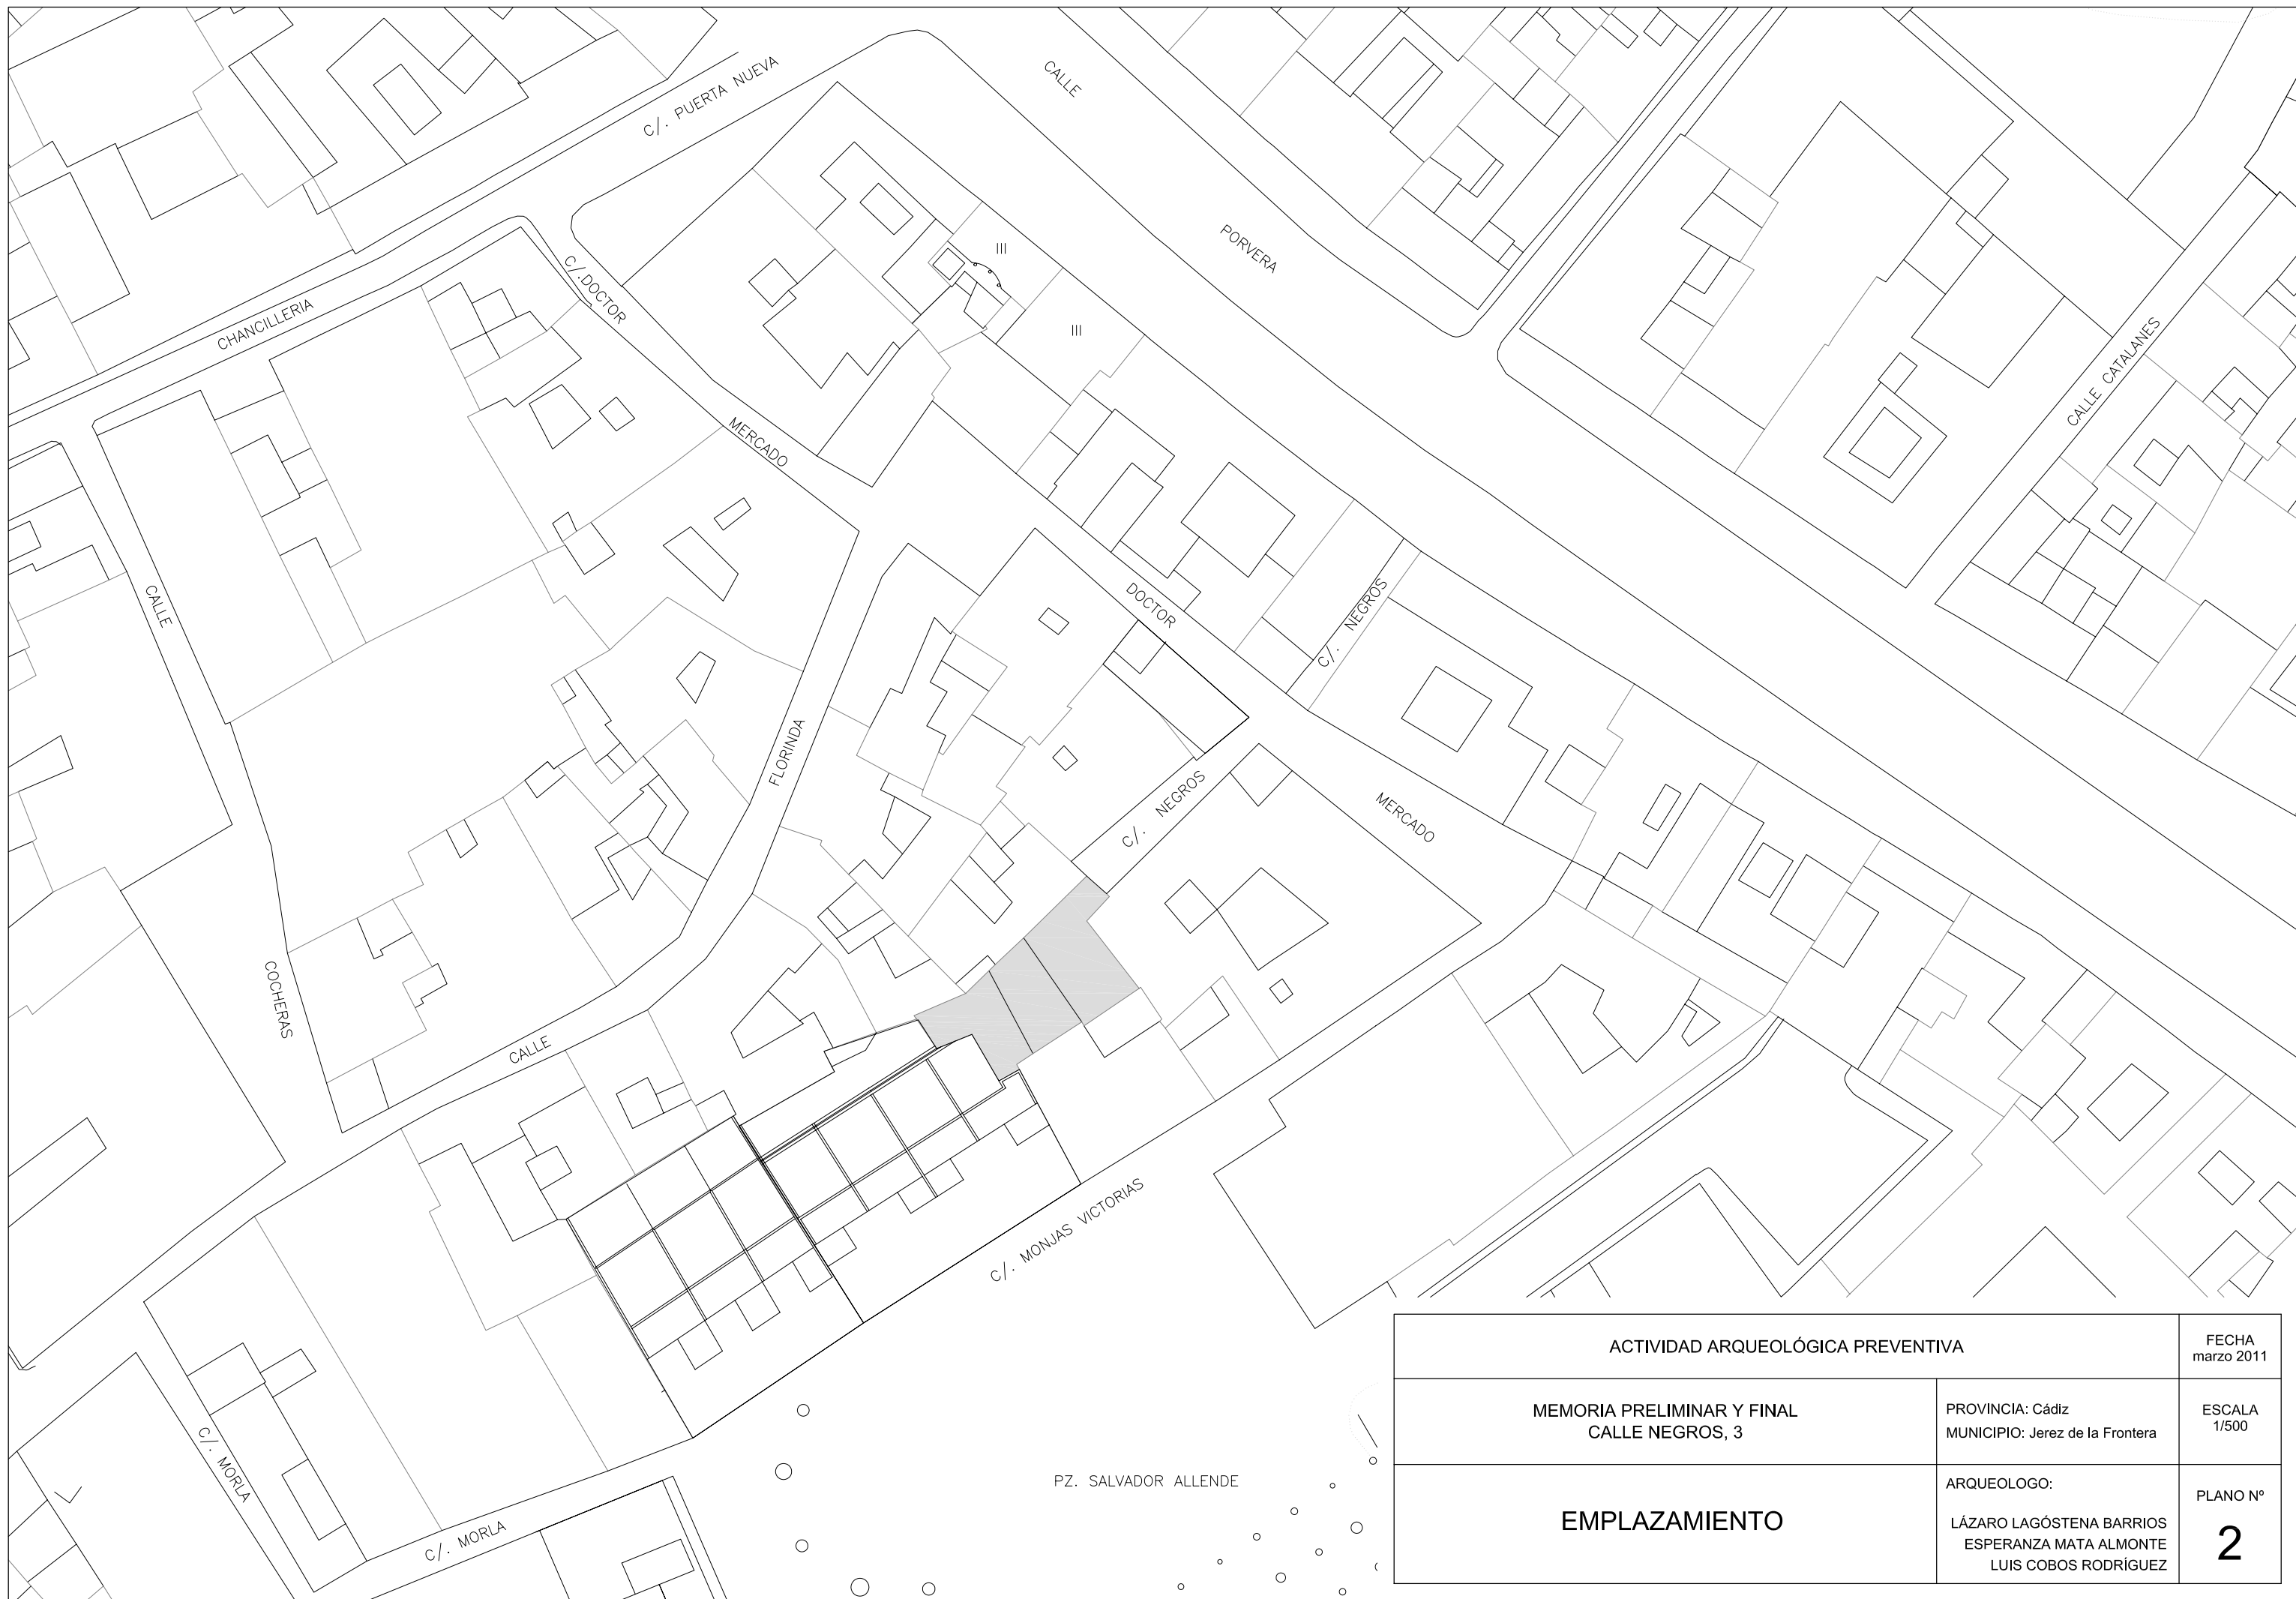 C/. PUERTA NUEVA
CALLE
PORVERA
III
III
C/.DOCTOR
CHANCILLERIA
MERCADO
CALLE CATALANES
CALLE
DOCTOR
C/. NEGROS
FLORINDA
C/. NEGROS
MERCADO
COCHERAS
CALLE
C/. MONJAS VICTORIAS
C/. MORLA
C/. MORLA
PZ. SALVADOR ALLENDE
ACTIVIDAD ARQUEOLÓGICA PREVENTIVA
FECHA
marzo 2011
MEMORIA PRELIMINAR Y FINAL
CALLE NEGROS, 3
PROVINCIA: Cádiz
MUNICIPIO: Jerez de la Frontera
ESCALA
1/500
EMPLAZAMIENTO
ARQUEOLOGO:
LÁZARO LAGÓSTENA BARRIOS
ESPERANZA MATA ALMONTE
LUIS COBOS RODRÍGUEZ
PLANO Nº
2